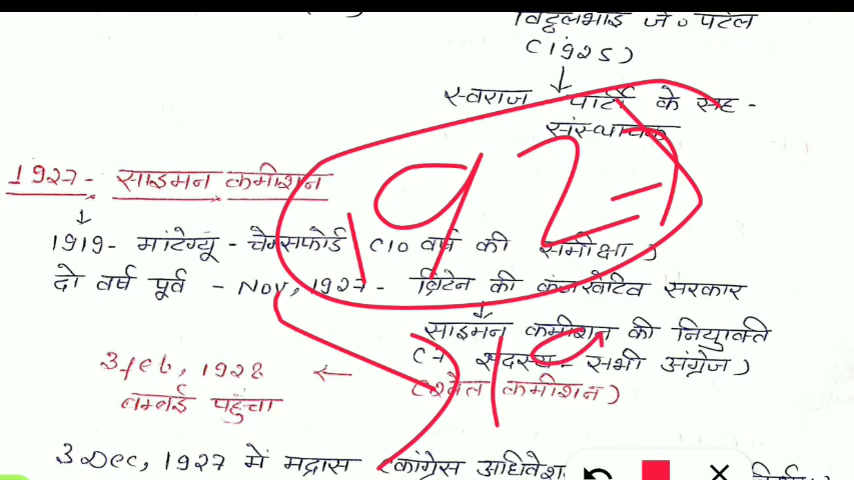 विट्ठलभाई जे० पटेल
(1925)
स्वराज पार्टी के सह-
संस्थापक
1927- साइमन कमीशन
1919- मांटेग्यू - चेम्सफोर्ड (10 वर्ष की समीक्षा)
दो वर्ष पूर्व - Nov, 1927 - ब्रिटेन की कंजर्वेटिव सरकार
साइमन कमीशन की नियुक्ति
(7 सदस्य - सभी अंग्रेज)
(श्वेत कमीशन)
3 feb, 1928
बम्बई पहुंचा
3 Dec, 1927 में मद्रास (कांग्रेस अधिवेश
192